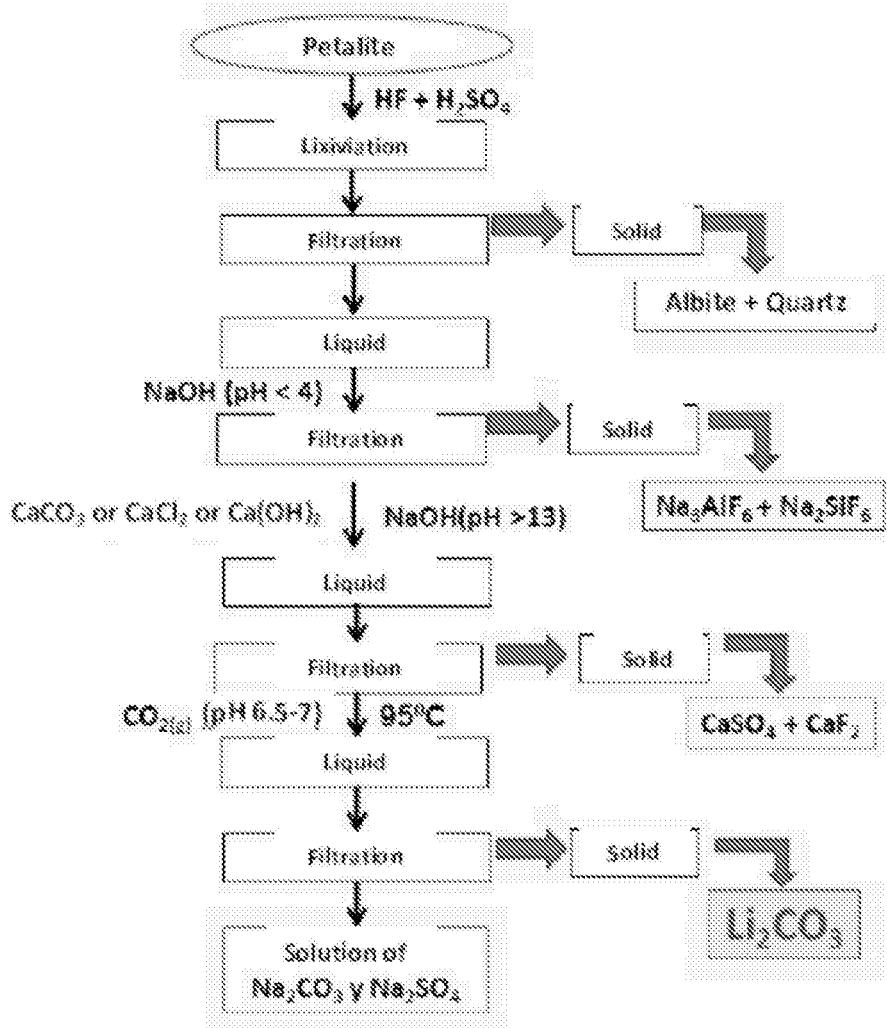 Petalite
HF + H₂SO₄
Lixiviation
Filtration
Solid
Albite + Quartz
Liquid
NaOH (pH < 4)
Filtration
Solid
Na₃AlF₆ + Na₂SiF₆
CaCO₃ or CaCl₂ or Ca(OH)₂
NaOH(pH >13)
Liquid
Filtration
Solid
CaSO₄ + CaF₂
CO₂(g) (pH 6.5-7)
95ºC
Liquid
Filtration
Solid
Li₂CO₃
Solution of
Na₂CO₃ y Na₂SO₄